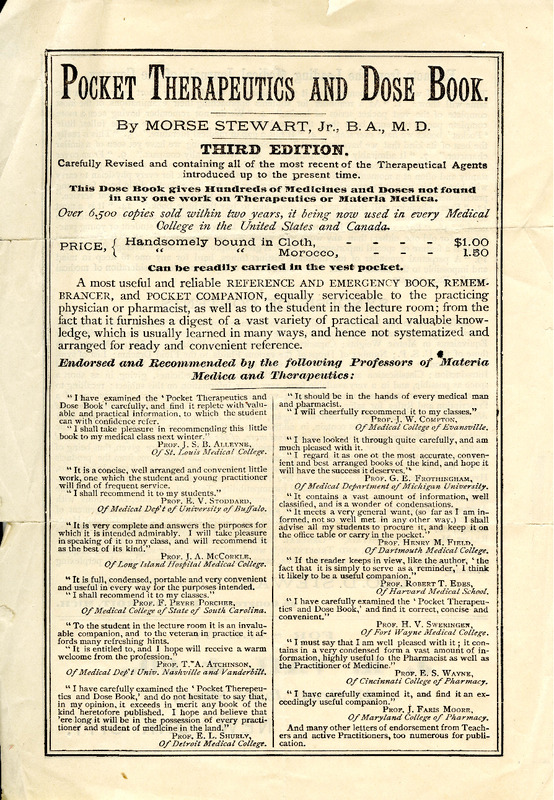 POCKET THERAPEUTICS AND DOSE BOOK.
By MORSE STEWART, Jr., B. A., M. D.
THIRD EDITION.
Carefully Revised and containing all of the most recent of the Therapeutical Agents
introduced up to the present time.
This Dose Book gives Hundreds of Medicines and Doses not found
in any one work on Therapeutics or Materia Medica.
Over 6,500 copies sold within two years, it being now used in every Medical
College in the United States and Canada.
PRICE, { Handsomely bound in Cloth, - - - - $1.00
" " Morocco, - - - - 1.50
Can be readily carried in the vest pocket.
A most useful and reliable REFERENCE AND EMERGENCY BOOK, REMEM-
BRANCER, and POCKET COMPANION, equally serviceable to the practicing
physician or pharmacist, as well as to the student in the lecture room; from the
fact that it furnishes a digest of a vast variety of practical and valuable know-
ledge, which is usually learned in many ways, and hence not systematized and
arranged for ready and convenient reference.
Endorsed and Recommended by the following Professors of Materia
Medica and Therapeutics:
"I have examined the 'Pocket Therapeutics and
Dose Book' carefully, and find it replete with valu-
able and practical information, to which the student
can with confidence refer.
"I shall take pleasure in recommending this little
book to my medical class next winter."
PROF. J. S. B. ALLEYNE,
Of St. Louis Medical College.
"It is a concise, well arranged and convenient little
work, one which the student and young practitioner
will find of frequent service.
"I shall recommend it to my students."
PROF. E. V. STODDARD,
Of Medical Dep't of University of Buffalo.
"It is very complete and answers the purposes for
which it is intended admirably. I will take pleasure
in speaking of it to my class, and will recommend it
as the best of its kind."
PROF. J. A. McCORKLE,
Of Long Island Hospital Medical College.
"It is full, condensed, portable and very convenient
and useful in every way for the purposes intended.
"I shall recommend it to my classes."
PROF. F. PEYRE PORCHER,
Of Medical College of State of South Carolina.
"To the student in the lecture room it is an invalu-
able companion, and to the veteran in practice it af-
fords many refreshing hints.
"It is entitled to, and I hope will receive a warm
welcome from the profession."
PROF. T. A. ATCHINSON,
Of Medical Dep't Univ. Nashville and Vanderbilt.
"I have carefully examined the 'Pocket Therepeu-
tics and Dose Book,' and do not hesitate to say that,
in my opinion, it exceeds in merit any book of the
kind heretofore published. I hope and believe that
'ere long it will be in the possession of every practi-
tioner and student of medicine in the land."
PROF. E. L. SHURLY,
Of Detroit Medical College.
"It should be in the hands of every medical man
and pharmacist.
"I will cheerfully recommend it to my classes."
PROF. J. W. COMPTON,
Of Medical College of Evansville.
"I have looked it through quite carefully, and am
much pleased with it.
"I regard it as one of the most accurate, conven-
ient and best arranged books of the kind, and hope it
will have the success it deserves."
PROF. G. E. FROTHINGHAM,
Of Medical Department of Michigan University.
"It contains a vast amount of information, well
classified, and is a wonder of condensations.
"It meets a very general want, (so far as I am in-
formed, not so well met in any other way.) I shall
advise all my students to procure it, and keep it on
the office table or carry in the pocket."
PROF. HENRY M. FIELD,
Of Dartmouth Medical College.
"If the reader keeps in view, like the author, 'the
fact that it is simply to serve as a reminder,' I think
it likely to be a useful companion."
PROF. ROBERT T. EDES,
Of Harvard Medical School.
"I have carefully examined the 'Pocket Therapeu-
tics and Dose Book,' and find it correct, concise and
convenient."
PROF. H. V. SWERINGEN,
Of Fort Wayne Medical College.
"I must say that I am well pleased with it; it con-
tains in a very condensed form a vast amount of in-
formation, highly useful to the Pharmacist as well as
the Practitioner of Medicine."
PROF. E. S. WAYNE,
Of Cincinnati College of Pharmacy.
"I have carefully examined it, and find it an ex-
ceedingly useful companion."
PROF. J. FARIS MOORE,
Of Maryland College of Pharmacy.
And many other letters of endorsement from Teach-
ers and active Practitioners, too numerous for publi-
cation.